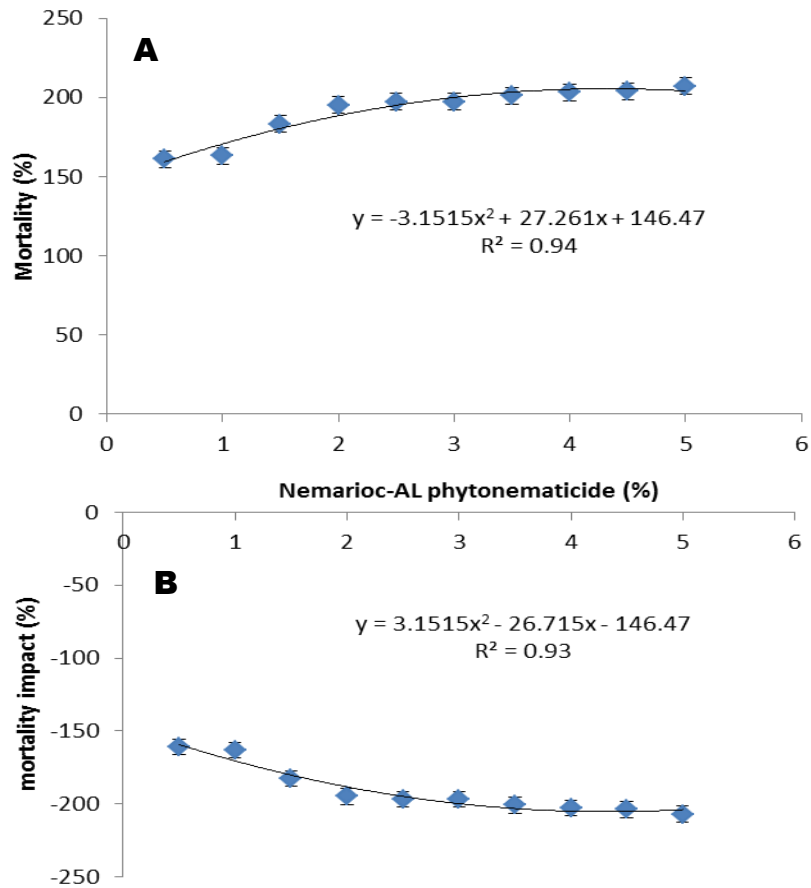 250
A
200
150
100
50
0
Mortality (%)
y = -3.1515x² + 27.261x + 146.47
R² = 0.94
0 1 2 3 4 5 6
Nemarioc-AL phytonematicide (%)
0
0 1 2 3 4 5 6
-50
B
-100
-150
-200
-250
mortality impact (%)
y = 3.1515x² - 26.715x - 146.47
R² = 0.93